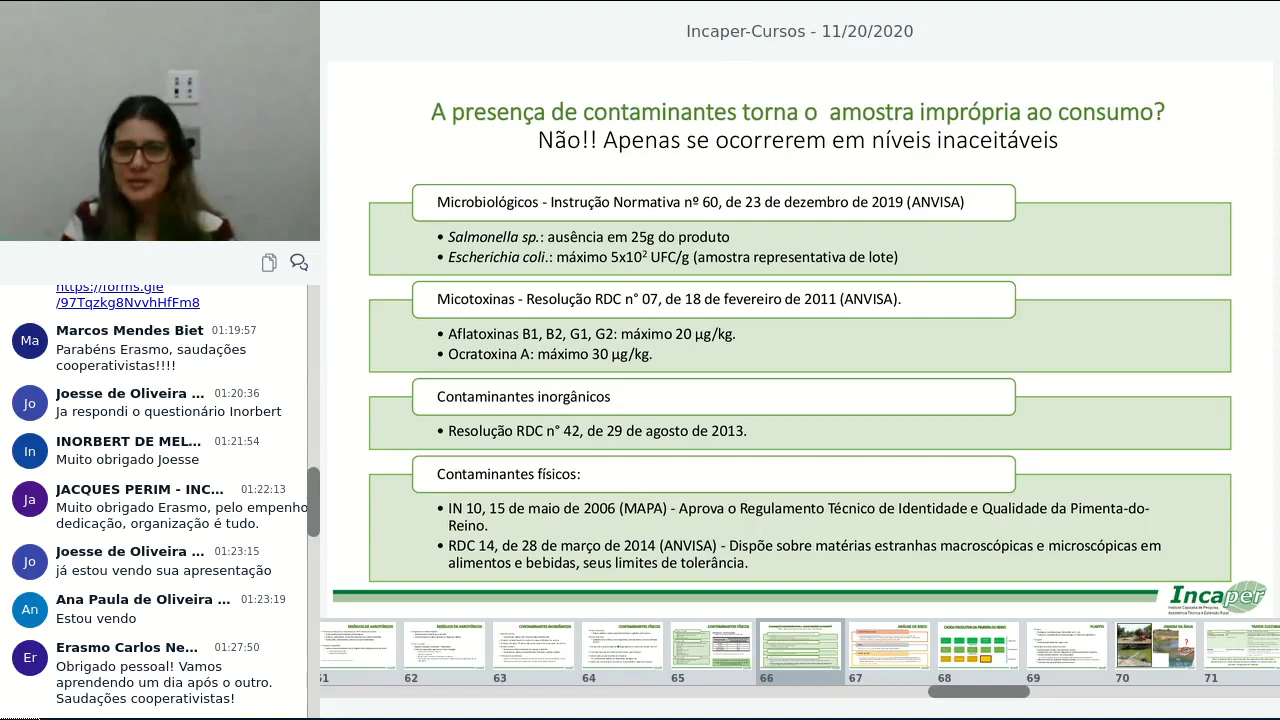 Incaper-Cursos - 11/20/2020
A presença de contaminantes torna o  amostra imprópria ao consumo?
Não!! Apenas se ocorrerem em níveis inaceitáveis
Microbiológicos - Instrução Normativa nº 60, de 23 de dezembro de 2019 (ANVISA)
• Salmonella sp.: ausência em 25g do produto
• Escherichia coli.: máximo 5x10² UFC/g (amostra representativa de lote)
Micotoxinas - Resolução RDC n° 07, de 18 de fevereiro de 2011 (ANVISA).
• Aflatoxinas B1, B2, G1, G2: máximo 20 µg/kg.
• Ocratoxina A: máximo 30 µg/kg.
Contaminantes inorgânicos
• Resolução RDC n° 42, de 29 de agosto de 2013.
Contaminantes físicos:
• IN 10, 15 de maio de 2006 (MAPA) - Aprova o Regulamento Técnico de Identidade e Qualidade da Pimenta-do-
Reino.
• RDC 14, de 28 de março de 2014 (ANVISA) - Dispõe sobre matérias estranhas macroscópicas e microscópicas em
alimentos e bebidas, seus limites de tolerância.
Incaper
https://forms.gle
/97Tqzkg8NvvhHfFm8
Ma
Marcos Mendes Biet 01:19:57
Parabéns Erasmo, saudações
cooperativistas!!!!
Jo
Joesse de Oliveira ... 01:20:36
Ja respondi o questionário Inorbert
In
INORBERT DE MEL... 01:21:54
Muito obrigado Joesse
Ja
JACQUES PERIM - INC... 01:22:13
Muito obrigado Erasmo, pelo empenho
dedicação, organização é tudo.
Jo
Joesse de Oliveira ... 01:23:15
já estou vendo sua apresentação
An
Ana Paula de Oliveira ... 01:23:19
Estou vendo
Er
Erasmo Carlos Ne... 01:27:50
Obrigado pessoal! Vamos
aprendendo um dia após o outro.
Saudações cooperativistas!
61 62 63 64 65 66 67 68 69 70 71